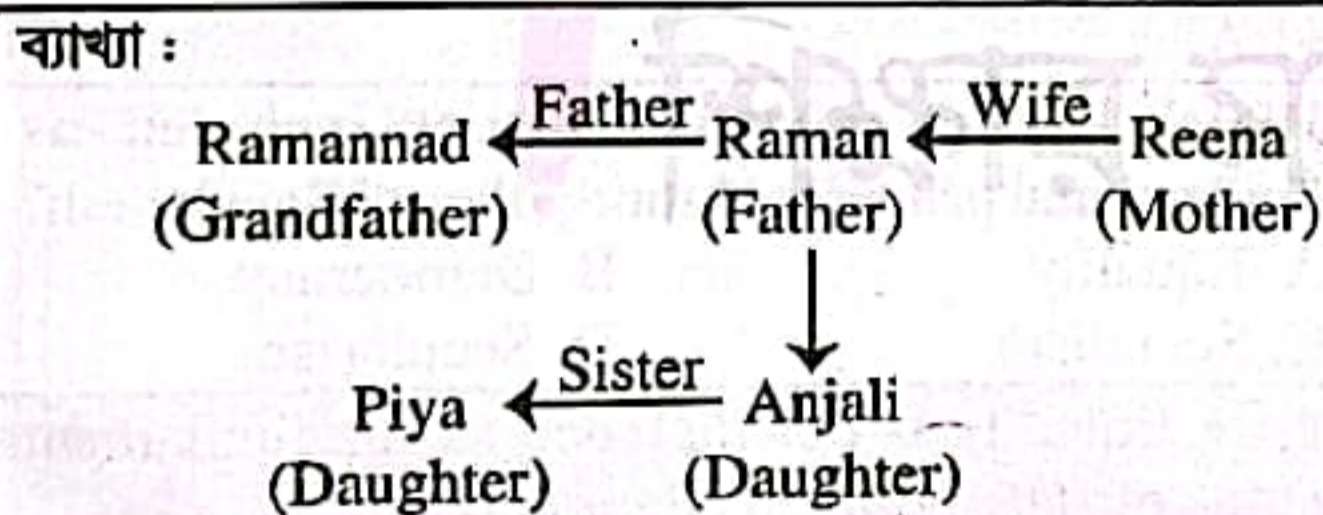 ব্যাখ্যা :
Ramannad Father Raman Wife Reena
(Grandfather) (Father) (Mother)
Piya Sister Anjali
(Daughter) (Daughter)